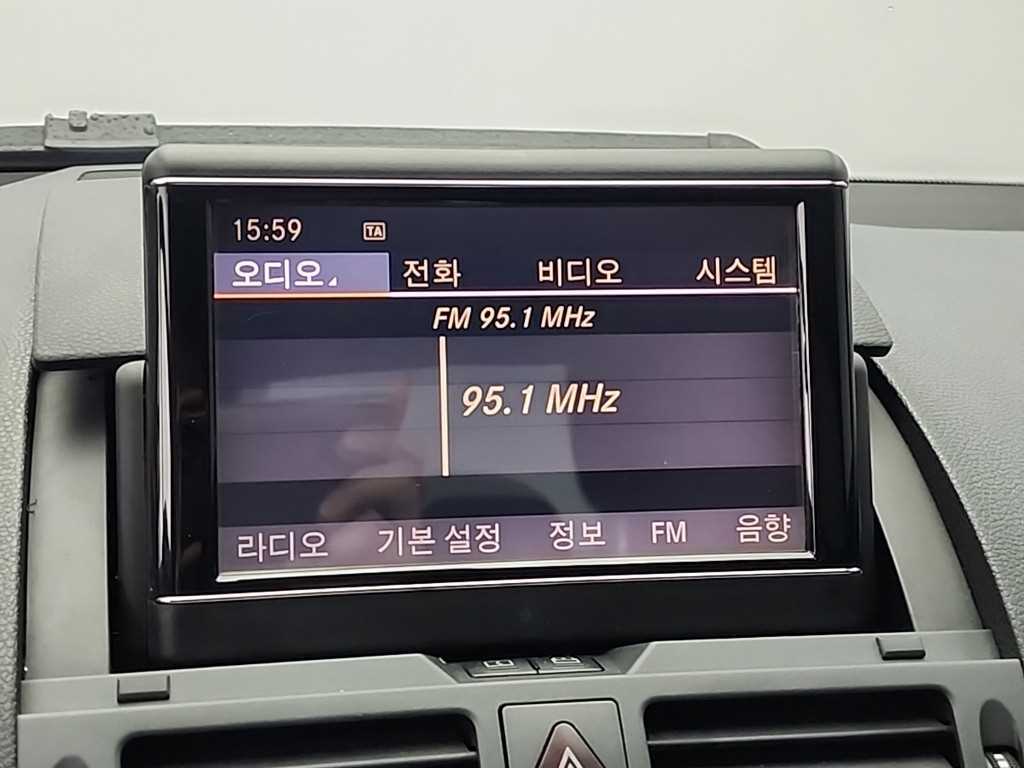 15:59 TA
오디오 전화 비디오 시스템
FM 95.1 MHz
95.1 MHz
라디오 기본 설정 정보 FM 음향